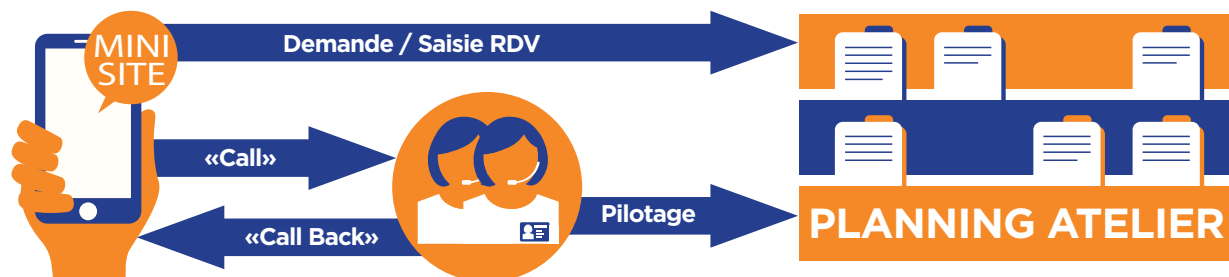 MINI
SITE
Demande / Saisie RDV
«Call»
«Call Back»
Pilotage
PLANNING ATELIER